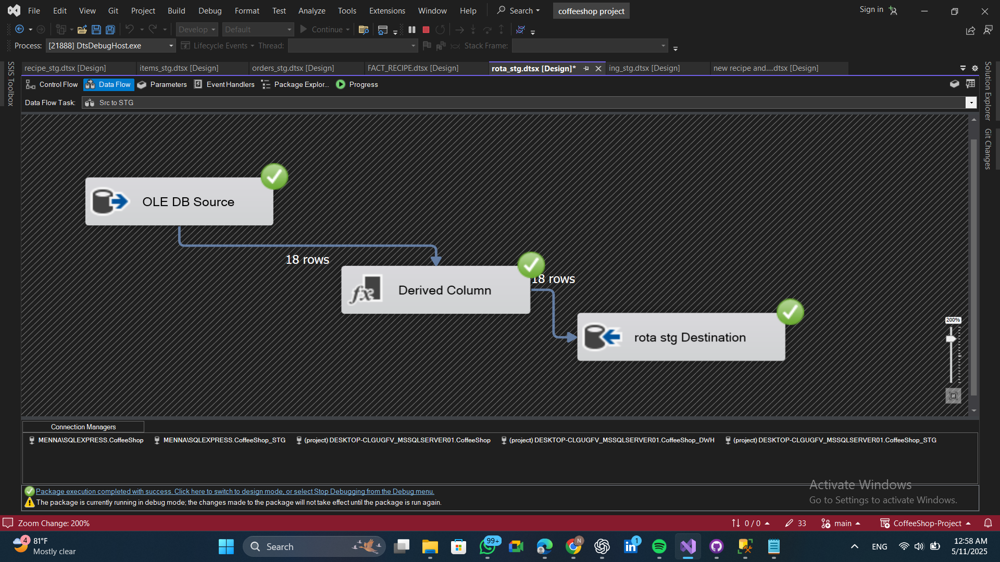 File Edit View Git Project Build Debug Format Test Analyze Tools Extensions Window Help Search coffeeshop project Sign in
Develop Default Continue
Process: [21888] DtsDebugHost.exe Lifecycle Events Thread: Stack Frame:
SSIS Toolbox
recipe_stg.dtsx [Design] items_stg.dtsx [Design] orders_stg.dtsx [Design] FACT_RECIPE.dtsx [Design] rota_stg.dtsx [Design]* ing_stg.dtsx [Design] new recipe and....dtsx [Design]
Solution Explorer
Git Changes
Control Flow Data Flow Parameters Event Handlers Package Explor... Progress
Data Flow Task: Src to STG
OLE DB Source
18 rows
Derived Column
18 rows
rota stg Destination
200%
Connection Managers
MENNA\SQLEXPRESS.CoffeeShop MENNA\SQLEXPRESS.CoffeeShop_STG (project) DESKTOP-CLGUGFV_MSSQLSERVER01.CoffeeShop (project) DESKTOP-CLGUGFV_MSSQLSERVER01.CoffeeShop_DWH (project) DESKTOP-CLGUGFV_MSSQLSERVER01.CoffeeShop_STG
Package execution completed with success. Click here to switch to design mode, or select Stop Debugging from the Debug menu.
The package is currently running in debug mode; the changes made to the package will not take effect until the package is run again.
Activate Windows
Go to Settings to activate Windows.
Zoom Change: 200% 0 / 0 33 main CoffeeShop-Project
4 81°F
Mostly clear
Search
99+
N
1
ENG
12:58 AM
5/11/2025